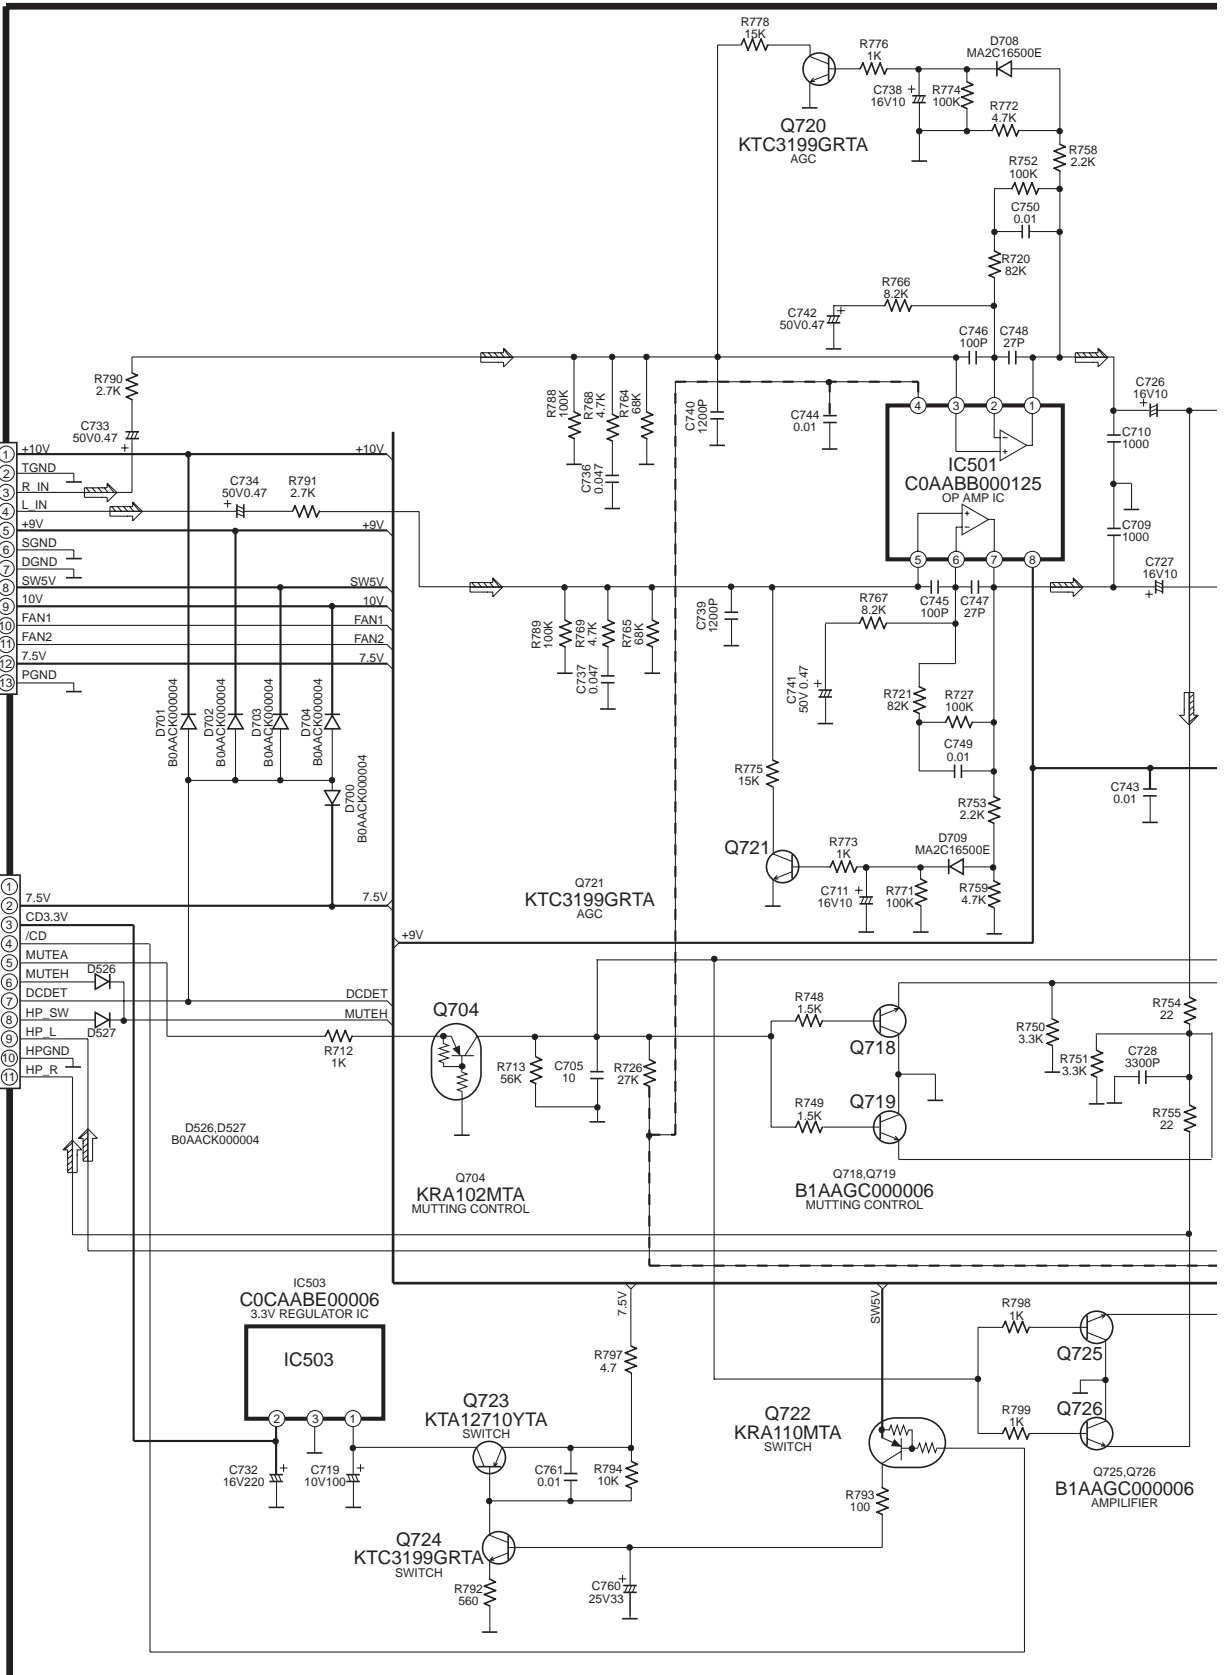 R778
15K
R776
1K
D708
MA2C16500E
C738
16V10
+
R774
100K
R772
4.7K
Q720
KTC3199GRTA
AGC
R758
2.2K
R752
100K
C750
0.01
R720
82K
R766
8.2K
C742
50V0.47
+
C746
100P
C748
27P
R790
2.7K
C733
50V0.47
+
R788
100K
R768
4.7K
R764
68K
C736
0.047
C740
1200P
C744
0.01
4
3
2
1
C726
16V10
+
C710
1000
IC501
C0AABB000125
OP AMP IC
5
6
7
8
C709
1000
C727
16V10
+
1 +10V
+10V
2 TGND
3 R_IN
4 L_IN
5 +9V
+9V
6 SGND
7 DGND
8 SW5V
SW5V
9 10V
10V
10 FAN1
FAN1
11 FAN2
FAN2
12 7.5V
7.5V
13 PGND
C734
50V0.47
+
R791
2.7K
R789
100K
R769
4.7K
R765
68K
C737
0.047
C739
1200P
R767
8.2K
C745
100P
C747
27P
C741
50V 0.47
+
R721
82K
R727
100K
C749
0.01
D701
B0AACK000004
D702
B0AACK000004
D703
B0AACK000004
D704
B0AACK000004
D700
B0AACK000004
R775
15K
R753
2.2K
C743
0.01
Q721
R773
1K
D709
MA2C16500E
C711
16V10
+
R771
100K
R759
4.7K
Q721
KTC3199GRTA
AGC
1
2 7.5V
7.5V
3 CD3.3V
4 /CD
5 MUTEA
6 MUTEH
D526
7 DCDET
DCDET
8 HP_SW
MUTEH
D527
9 HP_L
10 HPGND
11 HP_R
+9V
R712
1K
Q704
R713
56K
C705
10
R726
27K
R748
1.5K
Q718
R749
1.5K
Q719
R750
3.3K
R751
3.3K
C728
3300P
R754
22
R755
22
D526,D527
B0AACK000004
Q704
KRA102MTA
MUTTING CONTROL
Q718,Q719
B1AAGC000006
MUTTING CONTROL
IC503
C0CAABE00006
3.3V REGULATOR IC
IC503
2
3
1
7.5V
SW5V
R797
4.7
R798
1K
Q725
R799
1K
Q726
Q723
KTA12710YTA
SWITCH
Q722
KRA110MTA
SWITCH
C732
16V220
+
C719
10V100
+
C761
0.01
R794
10K
R793
100
Q725,Q726
B1AAGC000006
AMPILIFIER
Q724
KTC3199GRTA
SWITCH
R792
560
C760
25V33
+